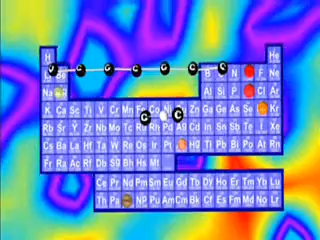 H He
C C C C C C C
Be B N F Ne
Na Al Si P Cl Ar
K Ca Sc Ti V Cr Mn Fe Co Zn Ga Ge As Se Kr
C C
Rb Sr Y Zr Nb Mo Tc Ru Rh Pd Ag Cd In Sn Sb Te I Xe
Cs Ba La Hf Ta W Re Os Ir Pt Hg Tl Pb Bi Po At Rn
Fr Ra Ac Rf Db Sg Bh Hs Mt
Ce Pr Nd Pm Sm Eu Gd Tb Dy Ho Er Tm Yb Lu
Th Pa Np Pu Am Cm Bk Cf Es Fm Md No Lr